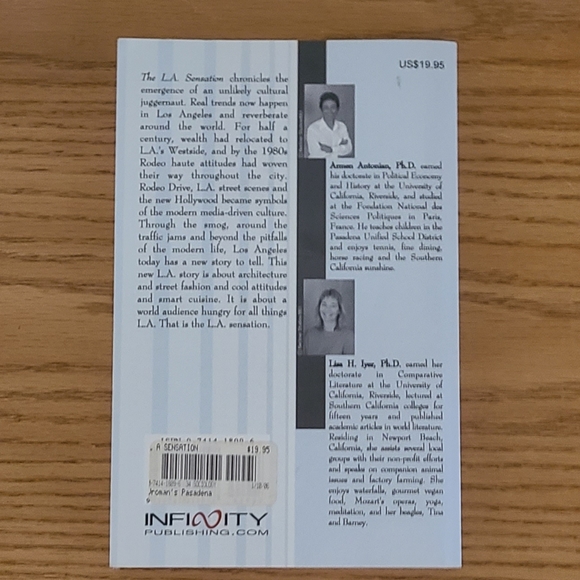 The L.A. Sensation chronicles the
emergence of an unlikely cultural
juggernaut. Real trends now happen
in Los Angeles and reverberate
around the world. For half a
century, wealth had relocated to
L.A.'s Westside, and by the 1980s
Rodeo haute attitudes had woven
their way throughout the city.
Rodeo Drive, L.A. street scenes and
the new Hollywood became symbols
of the modern media-driven culture.
Through the smog, around the
traffic jams and beyond the pitfalls
of the modern life, Los Angeles
today has a new story to tell. This
new L.A. story is about architecture
and street fashion and cool attitudes
and smart cuisine. It is about a
world audience hungry for all things
L.A. That is the L.A. sensation.
US$19.95
Armen Antonian, Ph.D. earned
his doctorate in Political Economy
and History at the University of
California, Riverside, and studied
at the Fondation National des
Sciences Politiques in Paris,
France. He teaches children in the
Pasadena Unified School District
and enjoys tennis, fine dining,
horse racing and the Southern
California sunshine.
Lisa H. Iyer, Ph.D. earned her
doctorate in Comparative
Literature at the University of
California, Riverside, lectured at
Southern California colleges for
fifteen years and published
academic articles in world literature.
Residing in Newport Beach,
California, she assists several local
groups with their non-profit efforts
and speaks on companion animal
issues and factory farming. She
enjoys waterfalls, gourmet vegan
food, Mozart's operas, yoga,
meditation, and her beagles, Tina
and Barney.
ISBN 0-7414-1809-6
A SENSATION $19.95
Vroman's Pasadena
INFINITY
PUBLISHING.COM